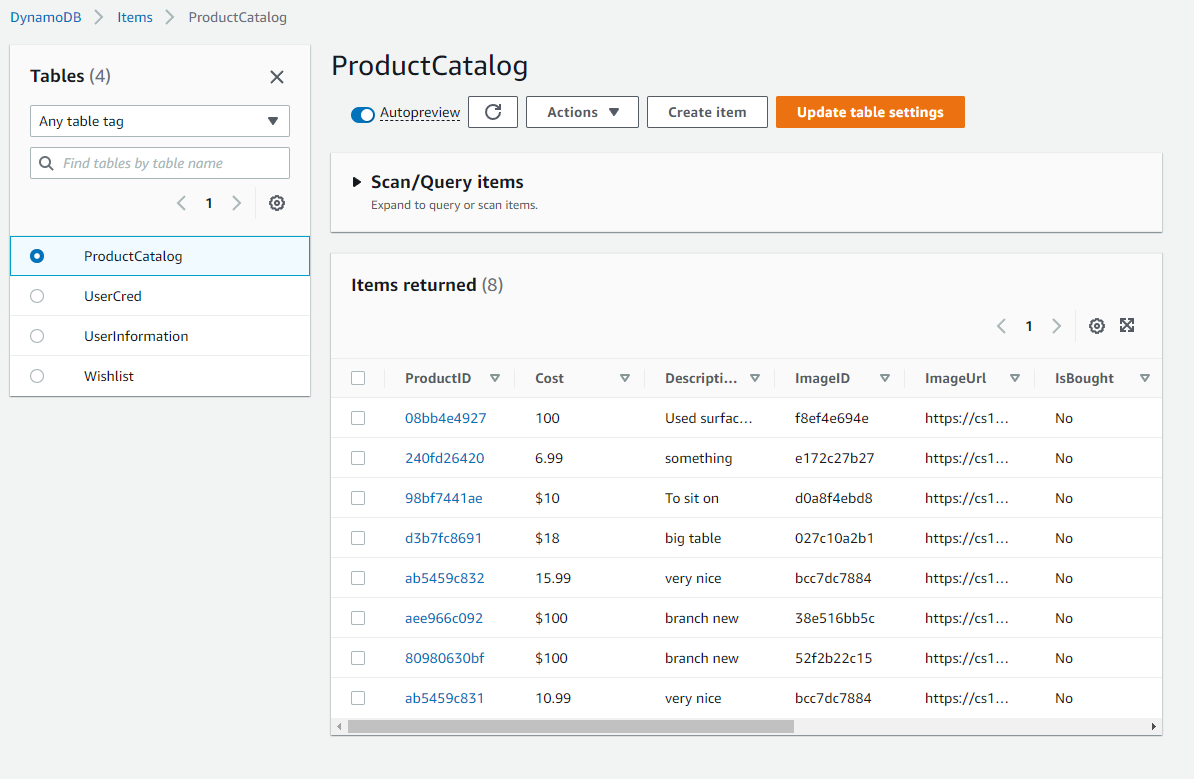 DynamoDB > Items > ProductCatalog
Tables (4)
Any table tag
Find tables by table name
1
ProductCatalog
UserCred
UserInformation
Wishlist
ProductCatalog
Autopreview Actions Create item Update table settings
Scan/Query items
Expand to query or scan items.
Items returned (8)
1
ProductID Cost Descripti... ImageID ImageUrl IsBought
08bb4e4927 100 Used surfac... f8ef4e694e https://cs1... No
240fd26420 6.99 something e172c27b27 https://cs1... No
98bf7441ae $10 To sit on d0a8f4ebd8 https://cs1... No
d3b7fc8691 $18 big table 027c10a2b1 https://cs1... No
ab5459c832 15.99 very nice bcc7dc7884 https://cs1... No
aee966c092 $100 branch new 38e516bb5c https://cs1... No
80980630bf $100 branch new 52f2b22c15 https://cs1... No
ab5459c831 10.99 very nice bcc7dc7884 https://cs1... No